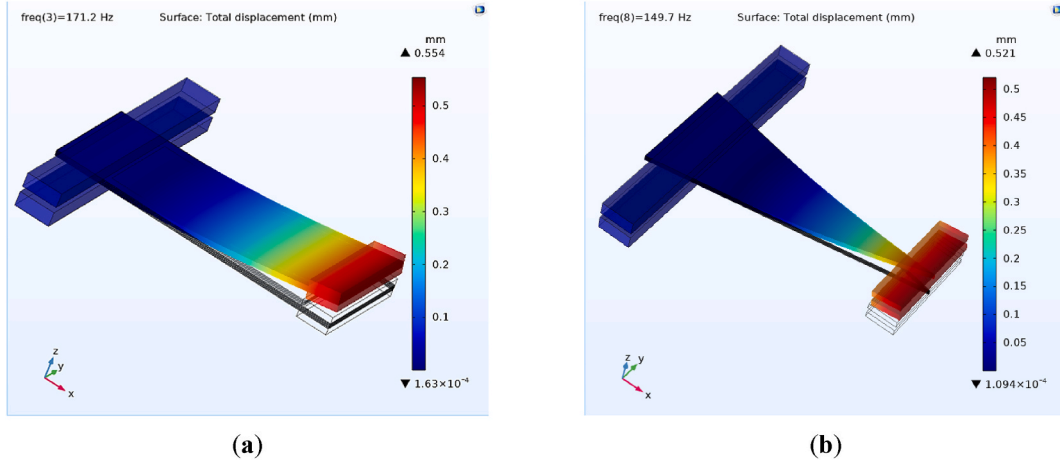 freq(3)=171.2 Hz Surface: Total displacement (mm)
mm
▲ 0.554
0.5
0.4
0.3
0.2
0.1
▼ 1.63×10⁻⁴
z
y
x
(a)
freq(8)=149.7 Hz Surface: Total displacement (mm)
mm
▲ 0.521
0.5
0.45
0.4
0.35
0.3
0.25
0.2
0.15
0.1
0.05
▼ 1.094×10⁻⁴
z
y
x
(b)